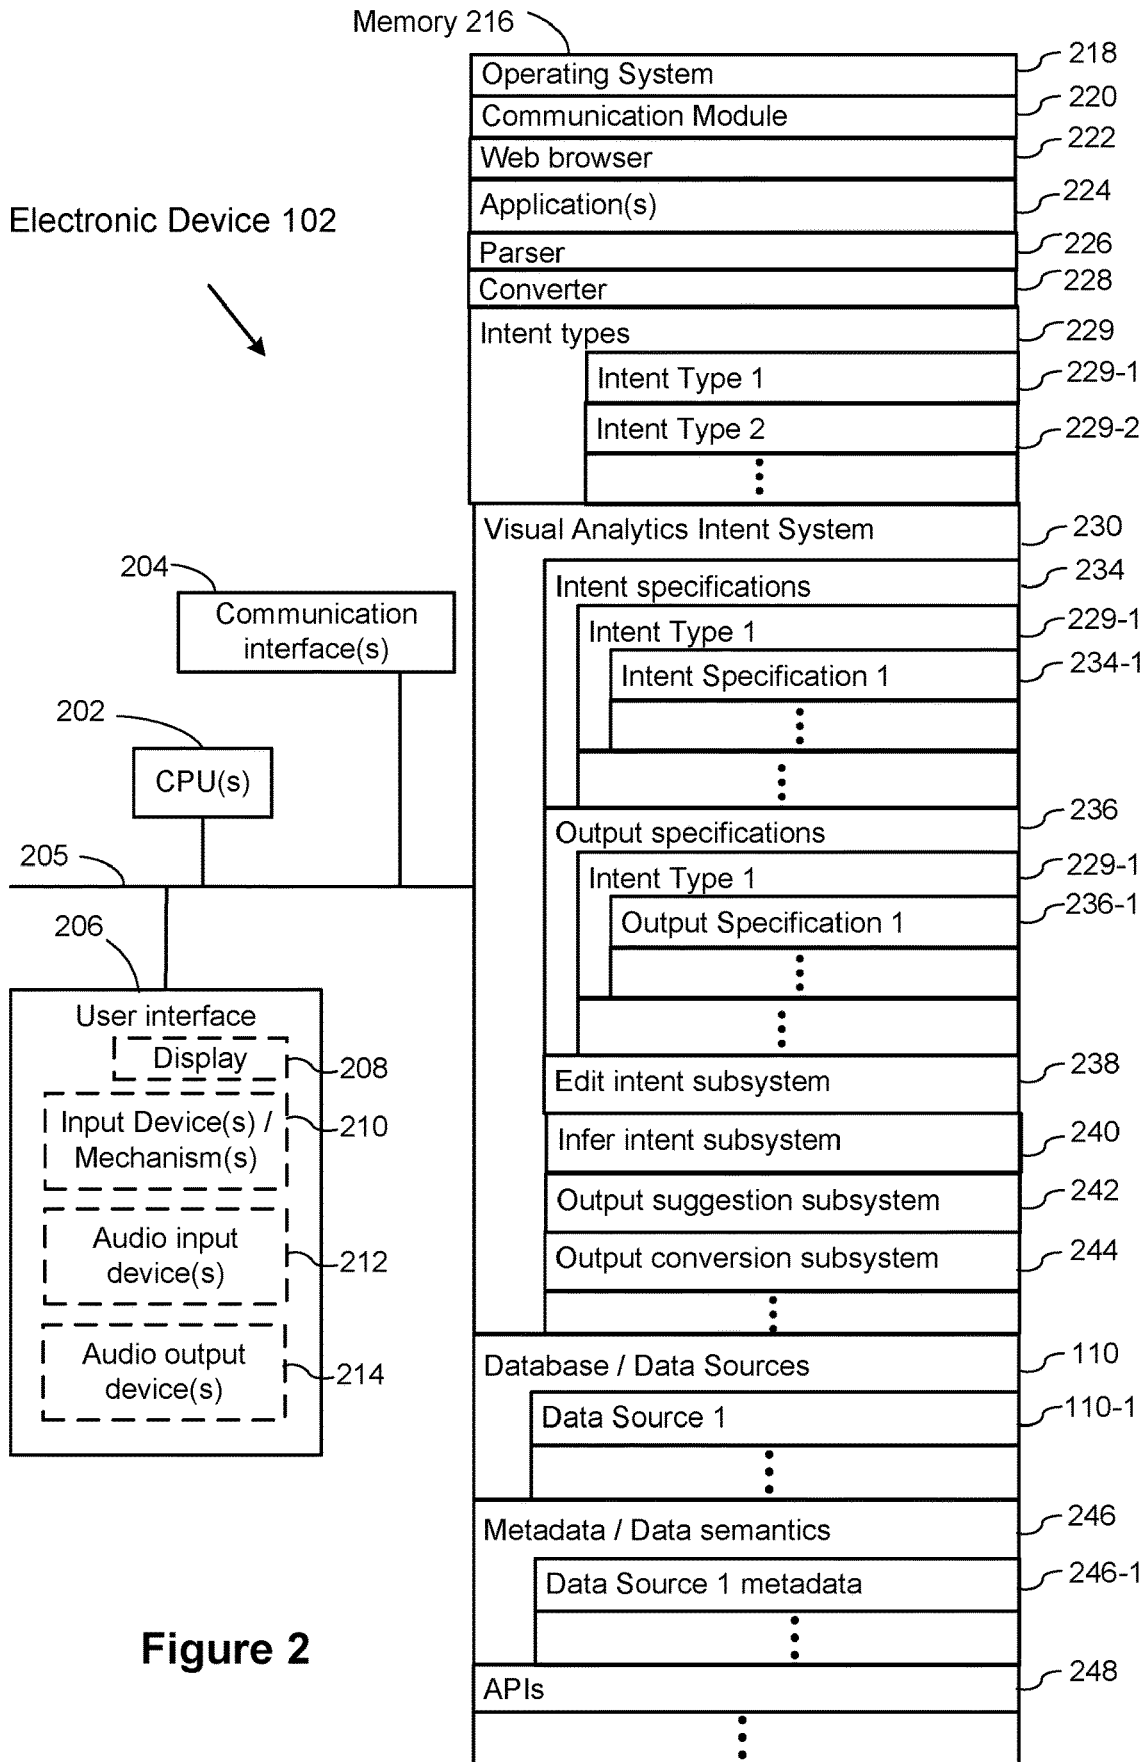 Memory 216
Operating System 218
Communication Module 220
Web browser 222
Application(s) 224
Electronic Device 102
Parser 226
Converter 228
Intent types 229
Intent Type 1 229-1
Intent Type 2 229-2
Visual Analytics Intent System 230
Intent specifications 234
Intent Type 1 229-1
Intent Specification 1 234-1
Output specifications 236
Intent Type 1 229-1
Output Specification 1 236-1
Edit intent subsystem 238
Infer intent subsystem 240
Output suggestion subsystem 242
Output conversion subsystem 244
Database / Data Sources 110
Data Source 1 110-1
Metadata / Data semantics 246
Data Source 1 metadata 246-1
APIs 248
204
Communication
interface(s)
202
CPU(s)
205
206
User interface
Display 208
Input Device(s) / 210
Mechanism(s)
Audio input
device(s) 212
Audio output
device(s) 214
Figure 2